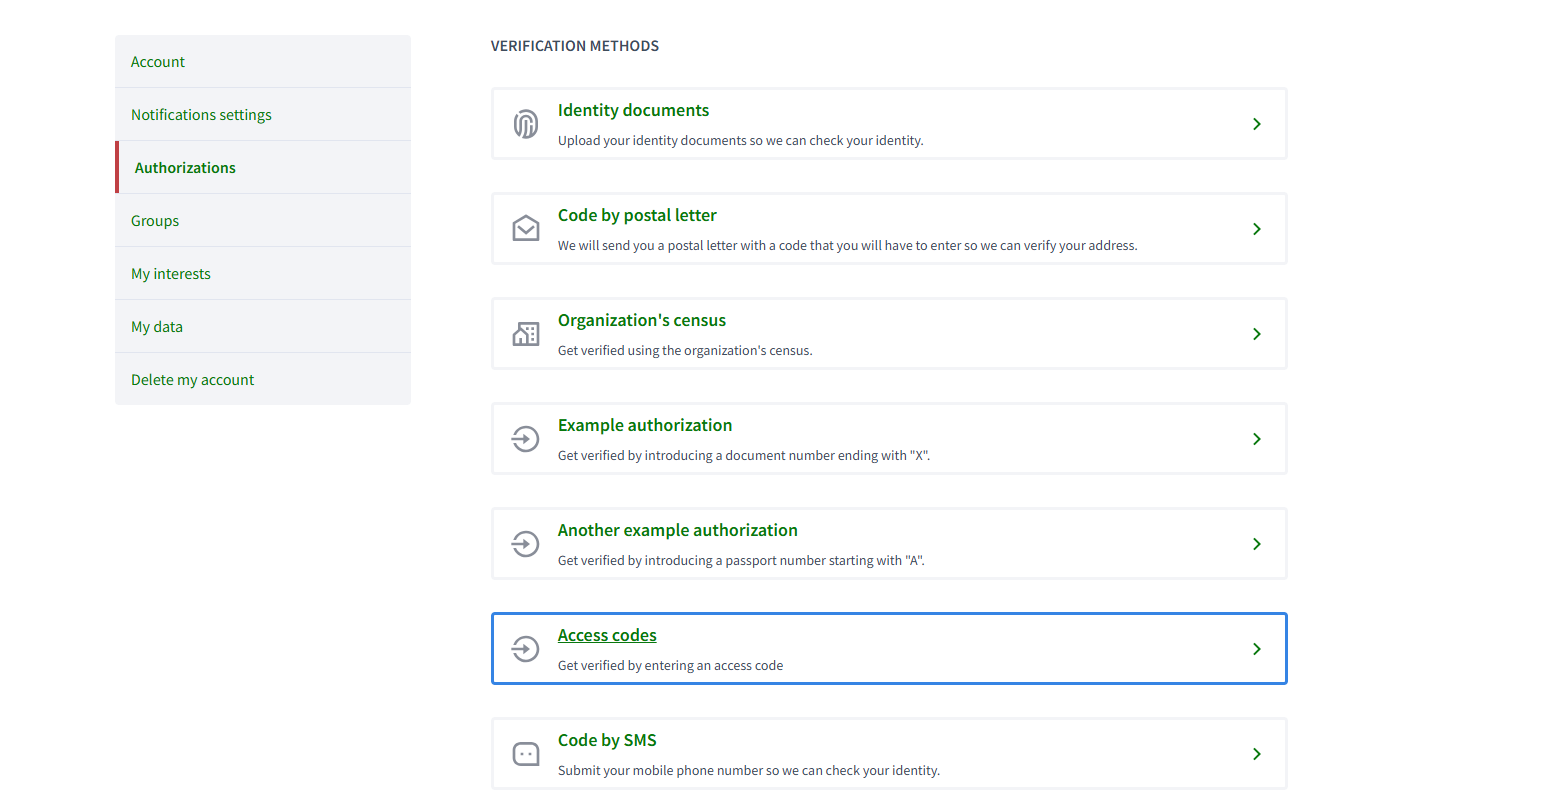 Account
Notifications settings
Authorizations
Groups
My interests
My data
Delete my account
VERIFICATION METHODS
Identity documents
Upload your identity documents so we can check your identity.
Code by postal letter
We will send you a postal letter with a code that you will have to enter so we can verify your address.
Organization's census
Get verified using the organization's census.
Example authorization
Get verified by introducing a document number ending with "X".
Another example authorization
Get verified by introducing a passport number starting with "A".
Access codes
Get verified by entering an access code
Code by SMS
Submit your mobile phone number so we can check your identity.